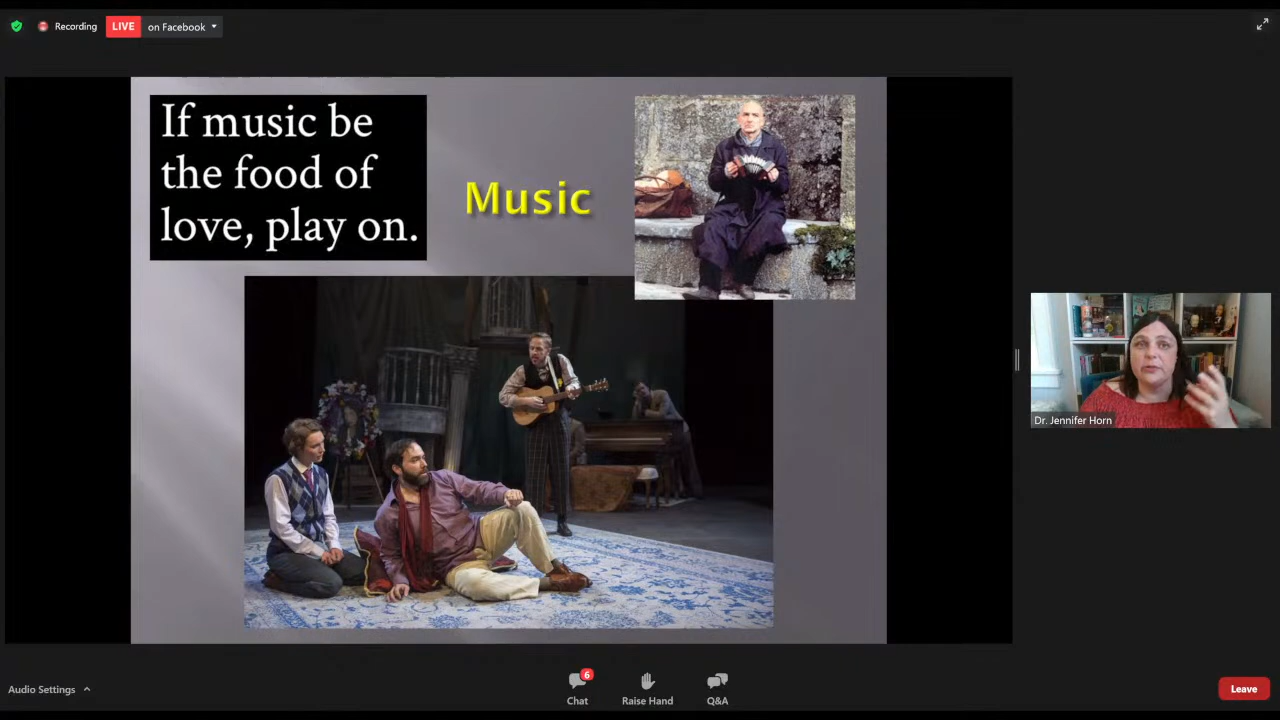 Recording
LIVE
on Facebook
If music be
the food of
love, play on.
Music
Dr. Jennifer Horn
Audio Settings
6
Chat
Raise Hand
Q&A
Leave